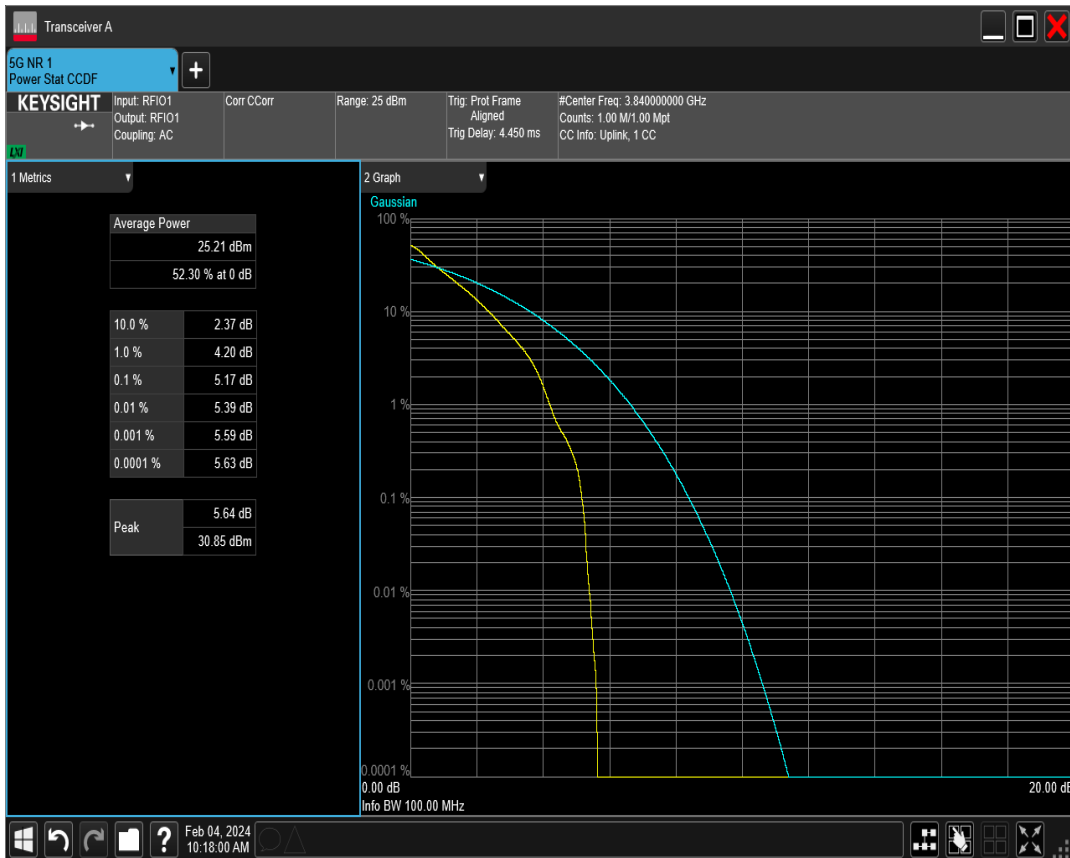 Transceiver A
5G NR 1
Power Stat CCDF
KEYSIGHT
LXI
Input: RFIO1
Output: RFIO1
Coupling: AC
Corr CCorr
Range: 25 dBm
Trig: Prot Frame
Aligned
Trig Delay: 4.450 ms
#Center Freq: 3.840000000 GHz
Counts: 1.00 M/1.00 Mpt
CC Info: Uplink, 1 CC
1 Metrics
Average Power
25.21 dBm
52.30 % at 0 dB
10.0 % 2.37 dB
1.0 % 4.20 dB
0.1 % 5.17 dB
0.01 % 5.39 dB
0.001 % 5.59 dB
0.0001 % 5.63 dB
Peak
5.64 dB
30.85 dBm
2 Graph
Gaussian
100 %
10 %
1 %
0.1 %
0.01 %
0.001 %
0.0001 %
0.00 dB 20.00 dB
Info BW 100.00 MHz
Feb 04, 2024
10:18:00 AM